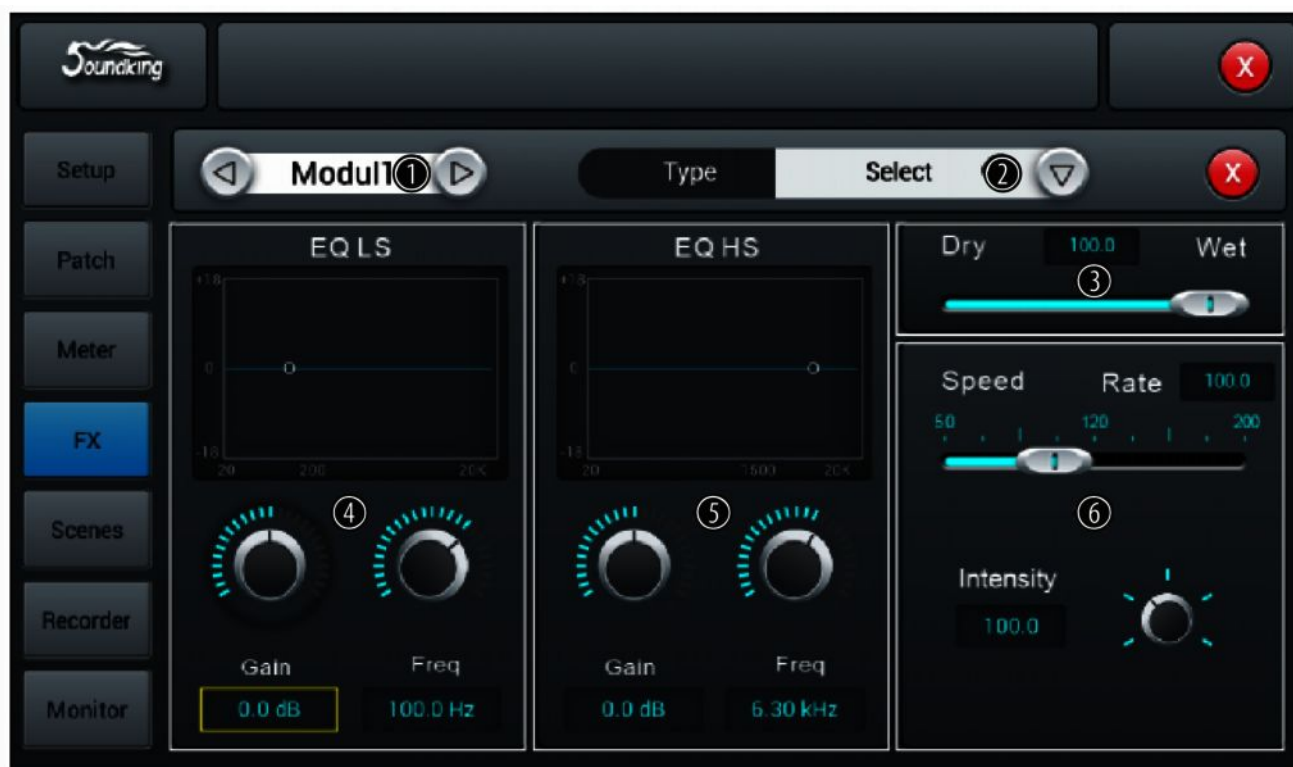 Soundking
X
Setup
Patch
Meter
FX
Scenes
Recorder
Monitor
Modul1 ①
Type
Select ②
X
EQ LS
+18
0
-18
20 200 20K
④
Gain Freq
0.0 dB 100.0 Hz
EQ HS
+18
0
-18
20 1500 20K
⑤
Gain Freq
0.0 dB 6.30 kHz
Dry 100.0 Wet
③
Speed Rate 100.0
50 120 200
⑥
Intensity
100.0